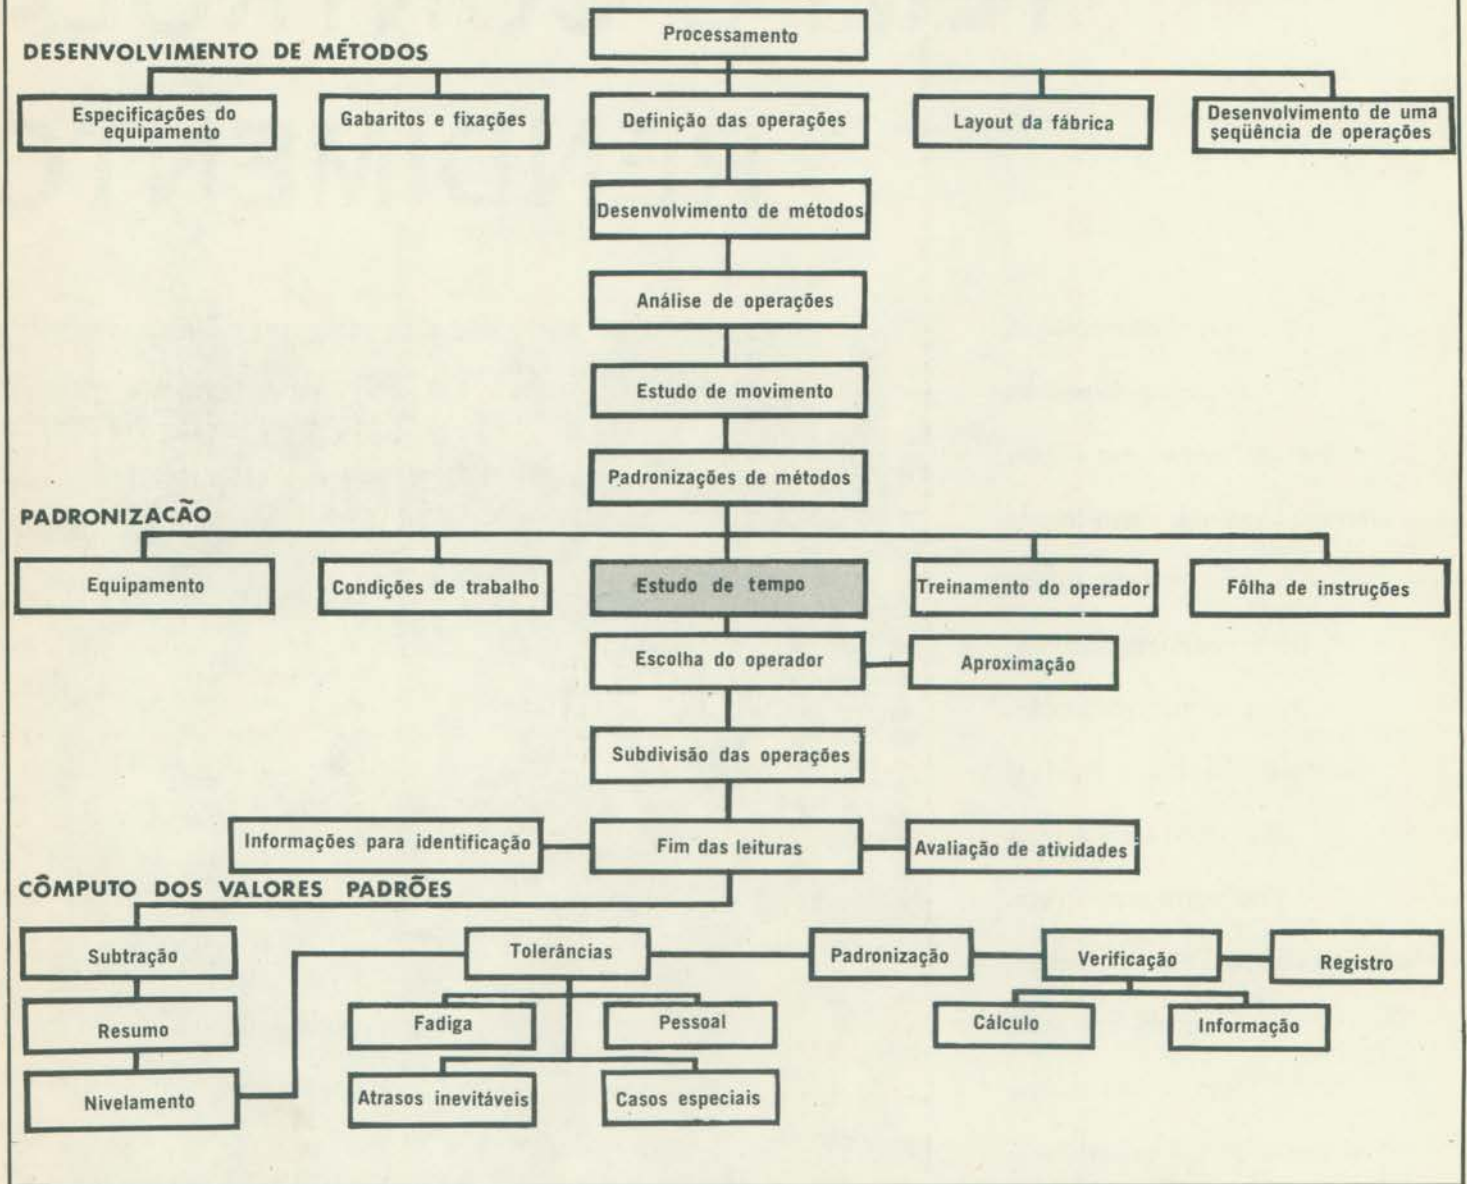 Processamento
DESENVOLVIMENTO DE MÉTODOS
Especificações do
equipamento
Gabaritos e fixações
Definição das operações
Layout da fábrica
Desenvolvimento de uma
seqüência de operações
Desenvolvimento de métodos
Análise de operações
Estudo de movimento
Padronizações de métodos
PADRONIZACÃO
Equipamento
Condições de trabalho
Estudo de tempo
Treinamento do operador
Fôlha de instruções
Escolha do operador
Aproximação
Subdivisão das operações
Informações para identificação
Fim das leituras
Avaliação de atividades
CÔMPUTO DOS VALORES PADRÕES
Subtração
Tolerâncias
Padronização
Verificação
Registro
Resumo
Fadiga
Pessoal
Cálculo
Informação
Nivelamento
Atrasos inevitáveis
Casos especiais